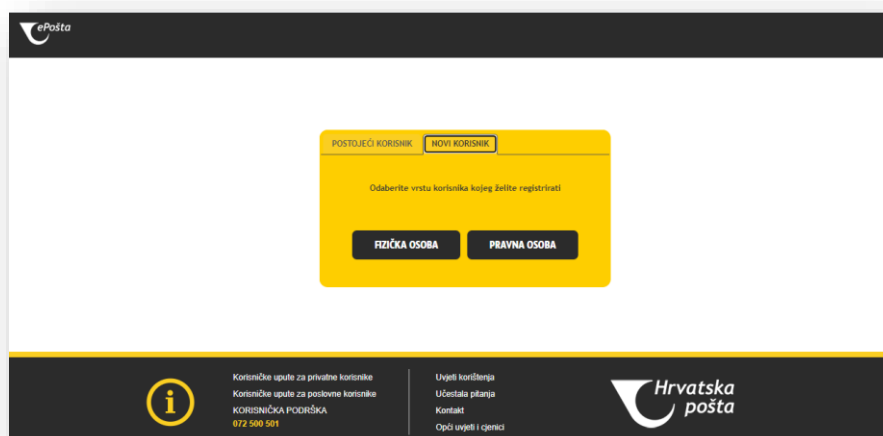 ePošta
POSTOJEĆI KORISNIK
NOVI KORISNIK
Odaberite vrstu korisnika kojeg želite registrirati
FIZIČKA OSOBA
PRAVNA OSOBA
Korisničke upute za privatne korisnike
Korisničke upute za poslovne korisnike
KORISNIČKA PODRŠKA
072 500 501
Uvjeti korištenja
Učestala pitanja
Kontakt
Opći uvjeti i cjenici
Hrvatska
pošta